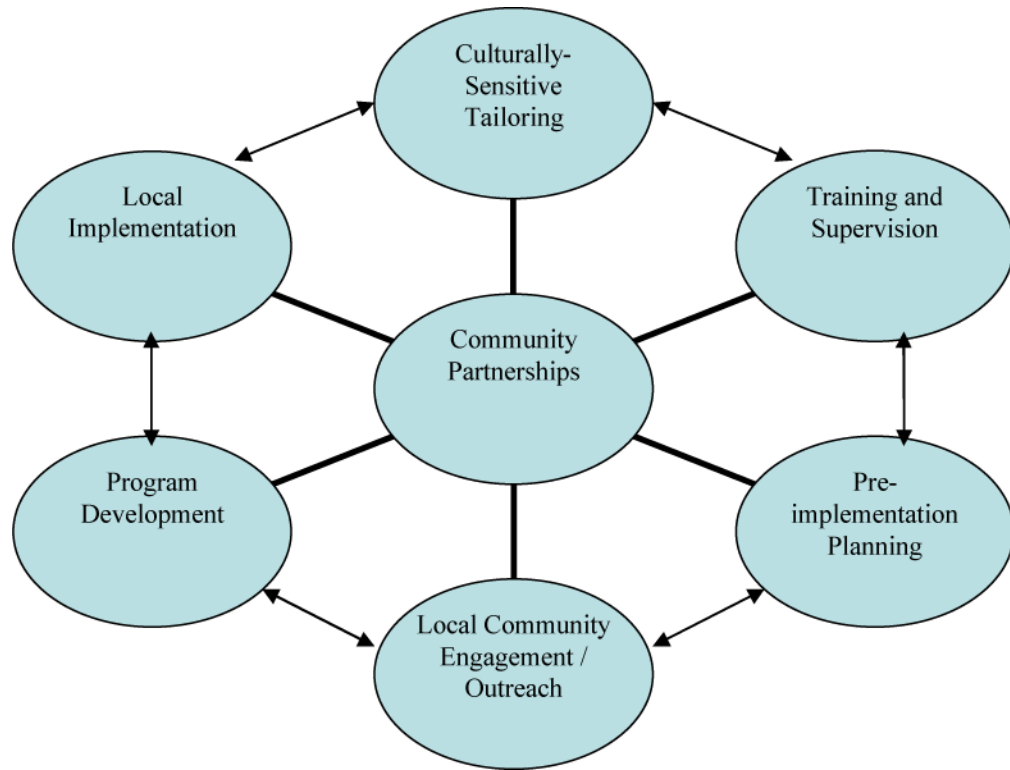 Culturally-
Sensitive
Tailoring
Local
Implementation
Training and
Supervision
Community
Partnerships
Program
Development
Pre-
implementation
Planning
Local Community
Engagement /
Outreach